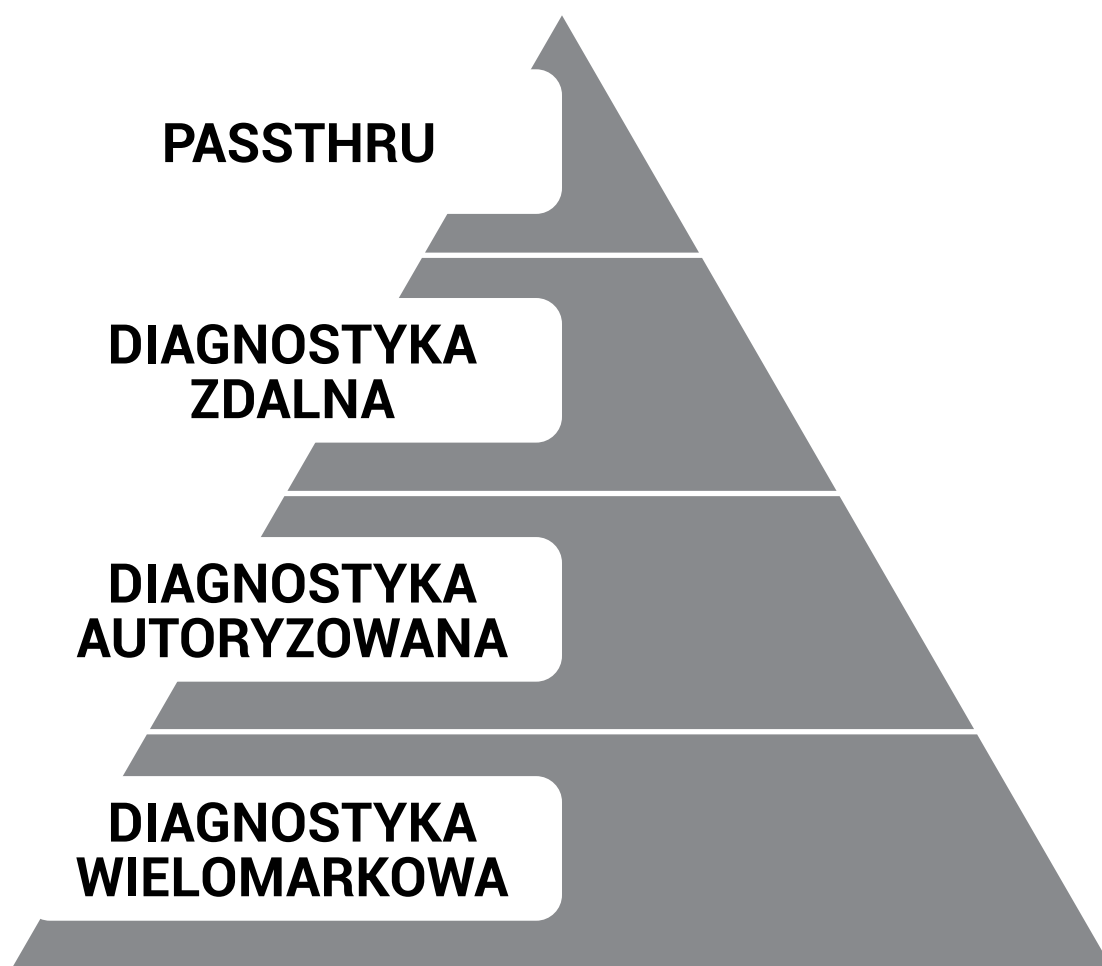 PASSTHRU
DIAGNOSTYKA
ZDALNA
DIAGNOSTYKA
AUTORYZOWANA
DIAGNOSTYKA
WIELOMARKOWA